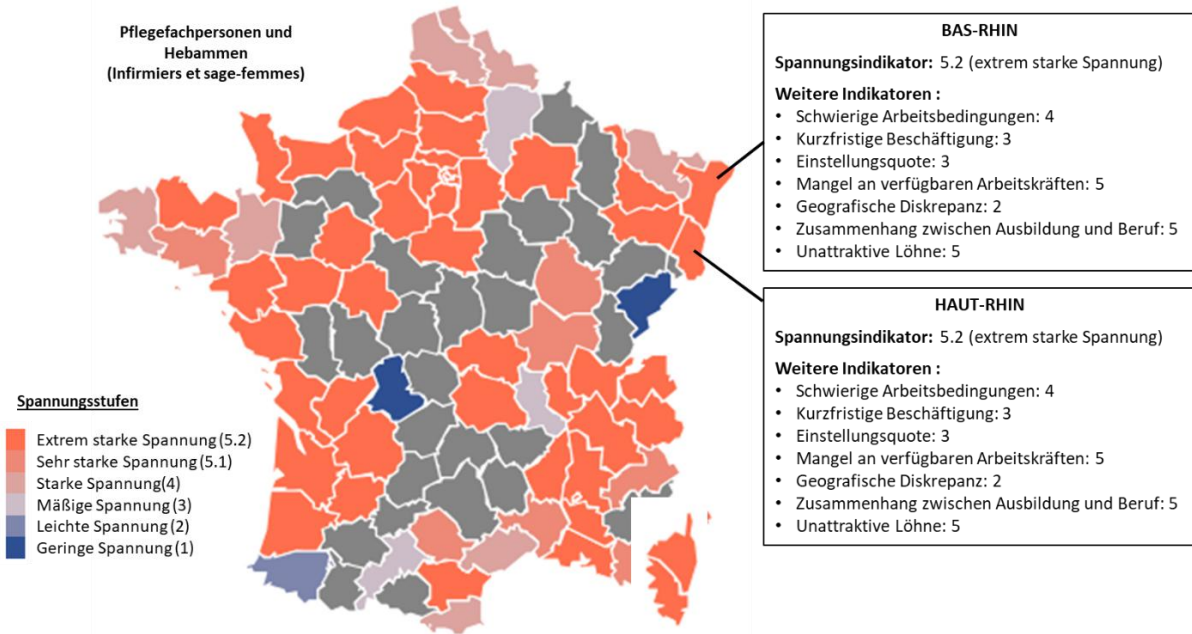 Pflegefachpersonen und
Hebammen
(Infirmiers et sage-femmes)
BAS-RHIN
Spannungsindikator: 5.2 (extrem starke Spannung)
Weitere Indikatoren :
• Schwierige Arbeitsbedingungen: 4
• Kurzfristige Beschäftigung: 3
• Einstellungsquote: 3
• Mangel an verfügbaren Arbeitskräften: 5
• Geografische Diskrepanz: 2
• Zusammenhang zwischen Ausbildung und Beruf: 5
• Unattraktive Löhne: 5
HAUT-RHIN
Spannungsindikator: 5.2 (extrem starke Spannung)
Weitere Indikatoren :
• Schwierige Arbeitsbedingungen: 4
• Kurzfristige Beschäftigung: 3
• Einstellungsquote: 3
• Mangel an verfügbaren Arbeitskräften: 5
• Geografische Diskrepanz: 2
• Zusammenhang zwischen Ausbildung und Beruf: 5
• Unattraktive Löhne: 5
Spannungsstufen
Extrem starke Spannung (5.2)
Sehr starke Spannung (5.1)
Starke Spannung(4)
Mäßige Spannung (3)
Leichte Spannung (2)
Geringe Spannung (1)